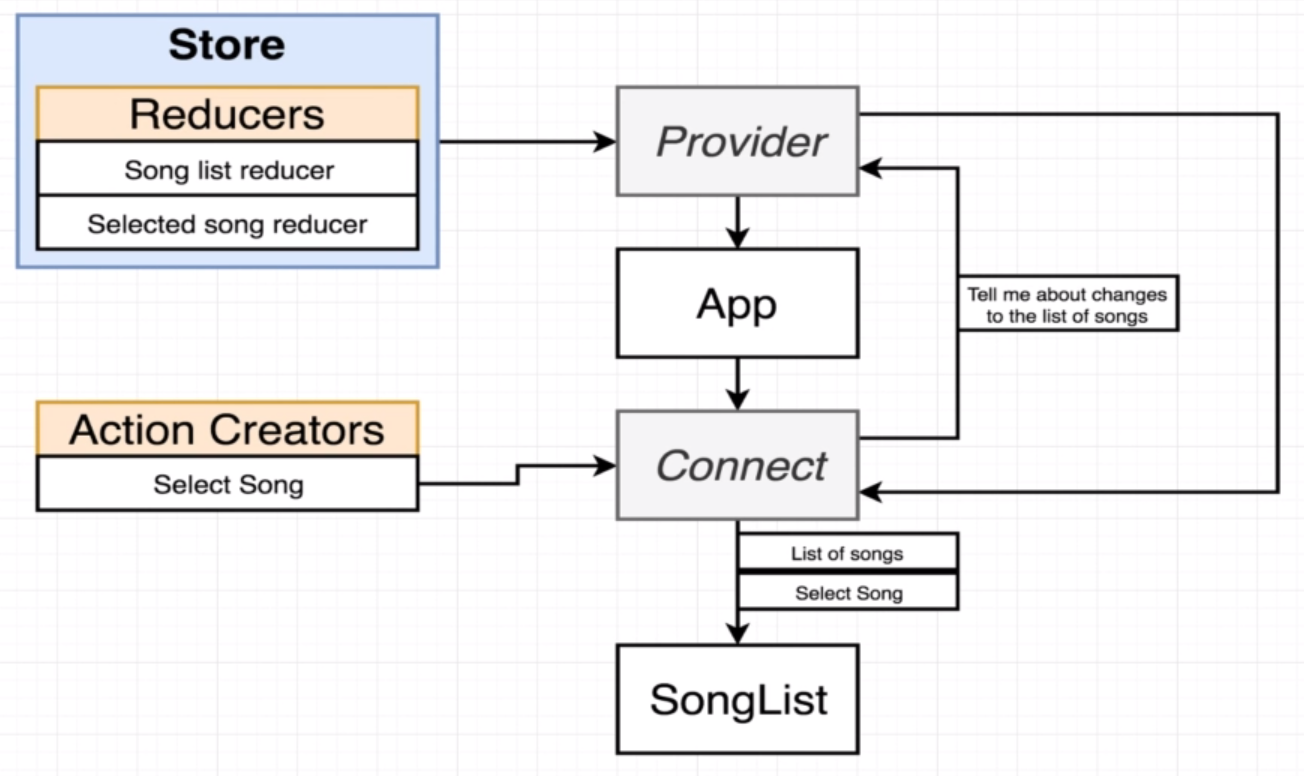 Store
Reducers
Song list reducer
Selected song reducer
Provider
App
Tell me about changes
to the list of songs
Action Creators
Select Song
Connect
List of songs
Select Song
SongList